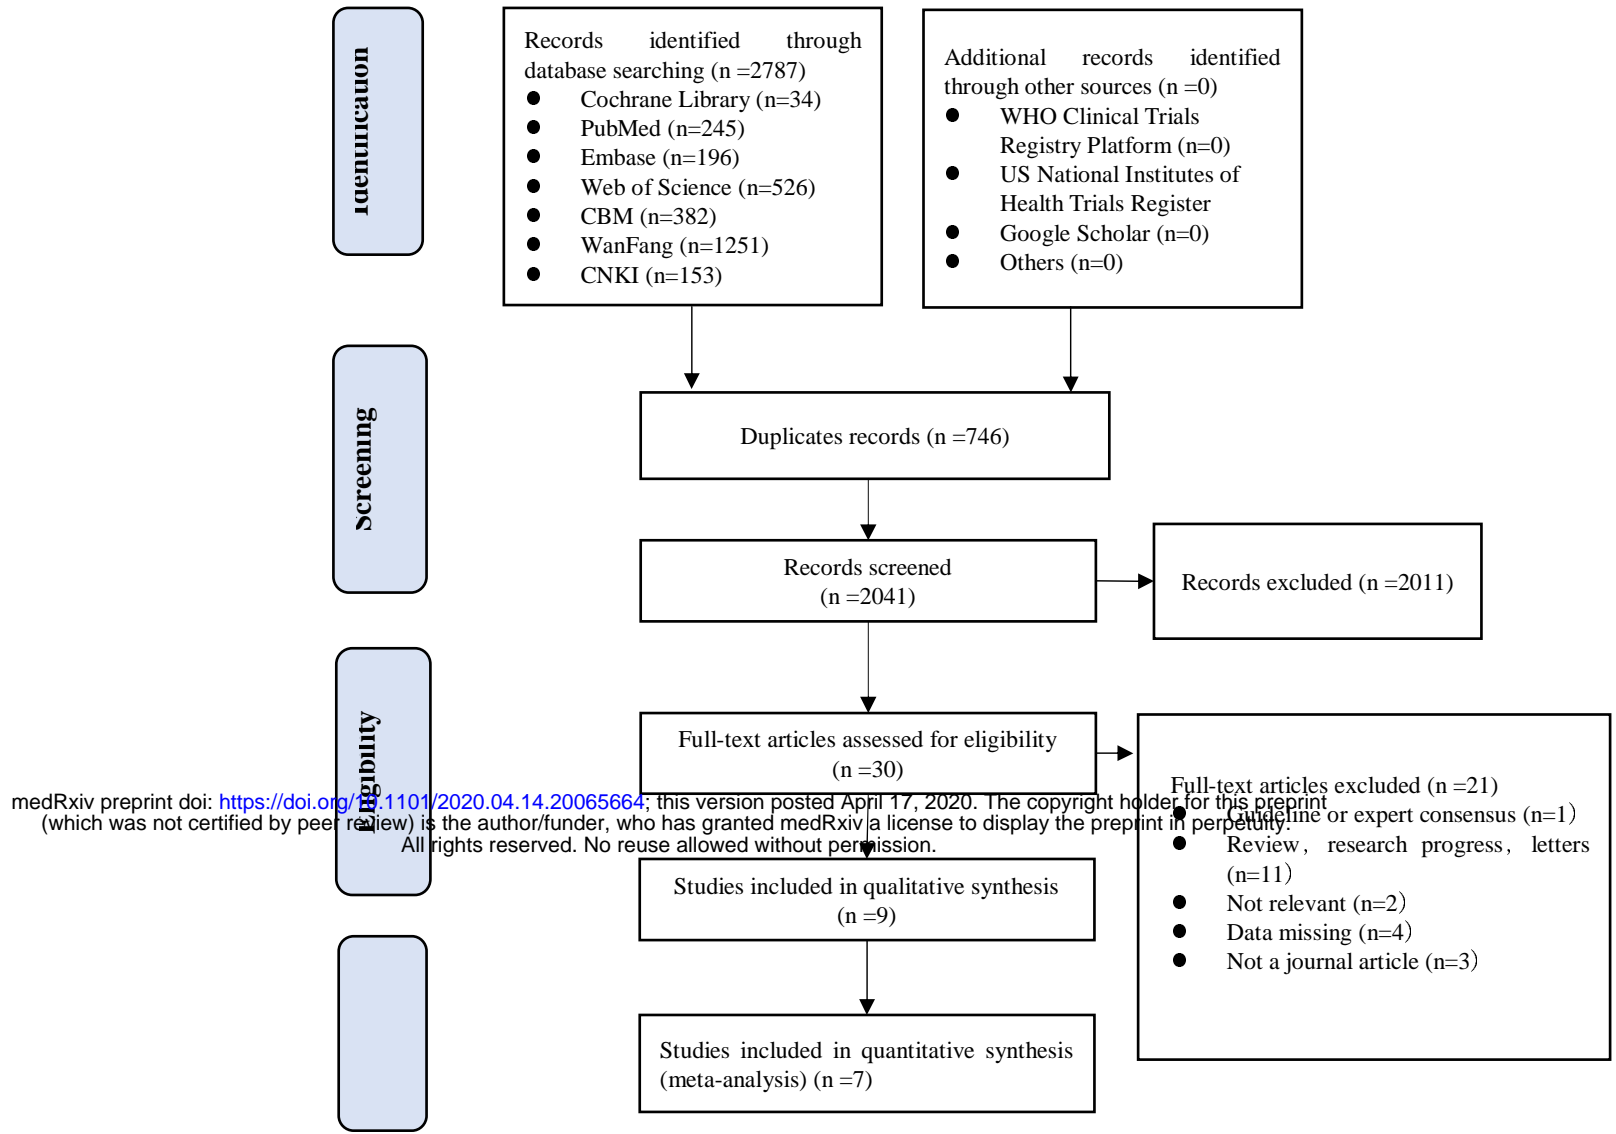 Identification
Records identified through
database searching (n =2787)
● Cochrane Library (n=34)
● PubMed (n=245)
● Embase (n=196)
● Web of Science (n=526)
● CBM (n=382)
● WanFang (n=1251)
● CNKI (n=153)
Additional records identified
through other sources (n =0)
● WHO Clinical Trials
Registry Platform (n=0)
● US National Institutes of
Health Trials Register
● Google Scholar (n=0)
● Others (n=0)
Screening
Duplicates records (n =746)
Records screened
(n =2041)
Records excluded (n =2011)
Eligibility
Full-text articles assessed for eligibility
(n =30)
Full-text articles excluded (n =21)
● Guideline or expert consensus (n=1）
● Review，research progress，letters
(n=11）
● Not relevant (n=2）
● Data missing (n=4）
● Not a journal article (n=3）
medRxiv preprint doi: https://doi.org/10.1101/2020.04.14.20065664; this version posted April 17, 2020. The copyright holder for this preprint
(which was not certified by peer review) is the author/funder, who has granted medRxiv a license to display the preprint in perpetuity.
All rights reserved. No reuse allowed without permission.
Studies included in qualitative synthesis
(n =9)
Studies included in quantitative synthesis
(meta-analysis) (n =7)